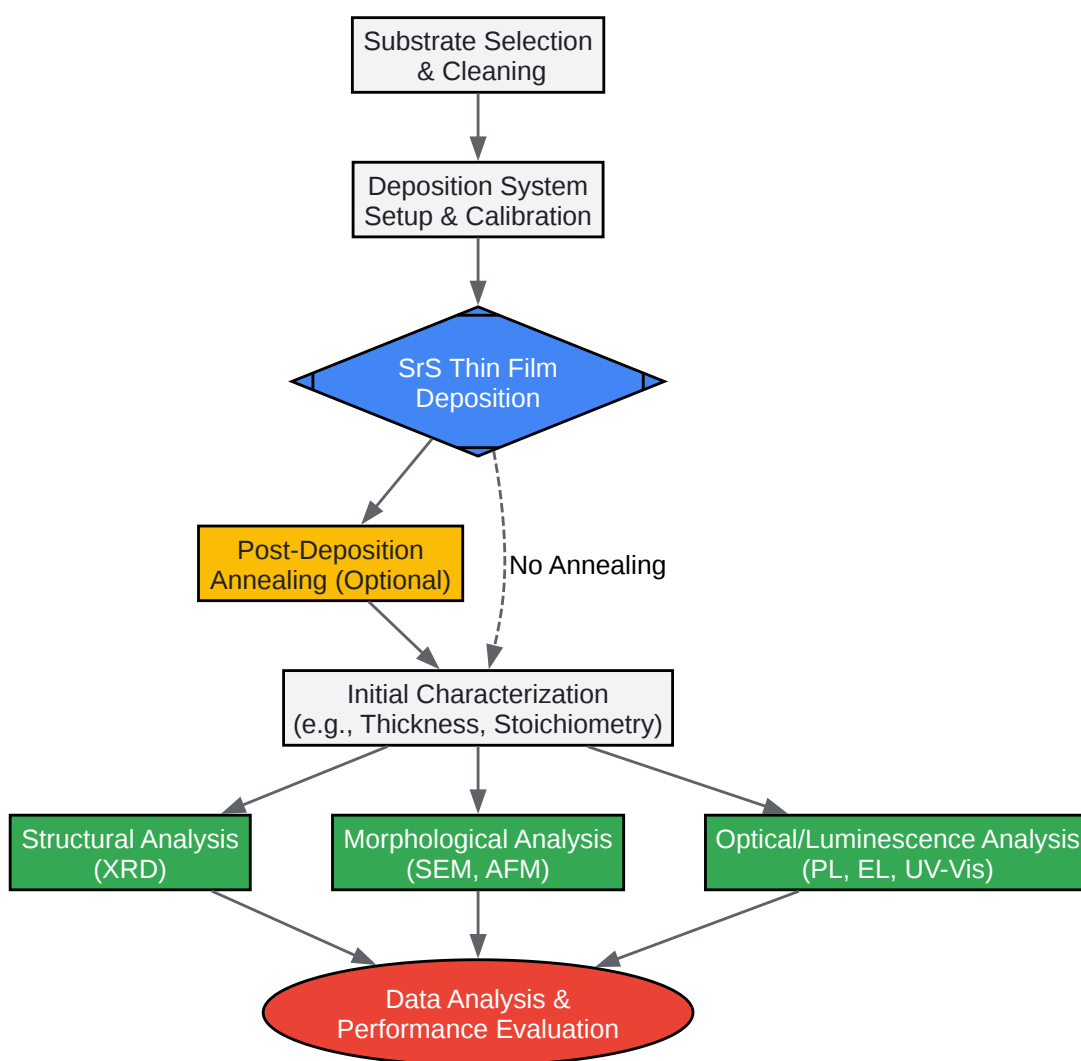 Substrate Selection
& Cleaning
Deposition System
Setup & Calibration
SrS Thin Film
Deposition
Post-Deposition
Annealing (Optional)
No Annealing
Initial Characterization
(e.g., Thickness, Stoichiometry)
Structural Analysis
(XRD)
Morphological Analysis
(SEM, AFM)
Optical/Luminescence Analysis
(PL, EL, UV-Vis)
Data Analysis &
Performance Evaluation